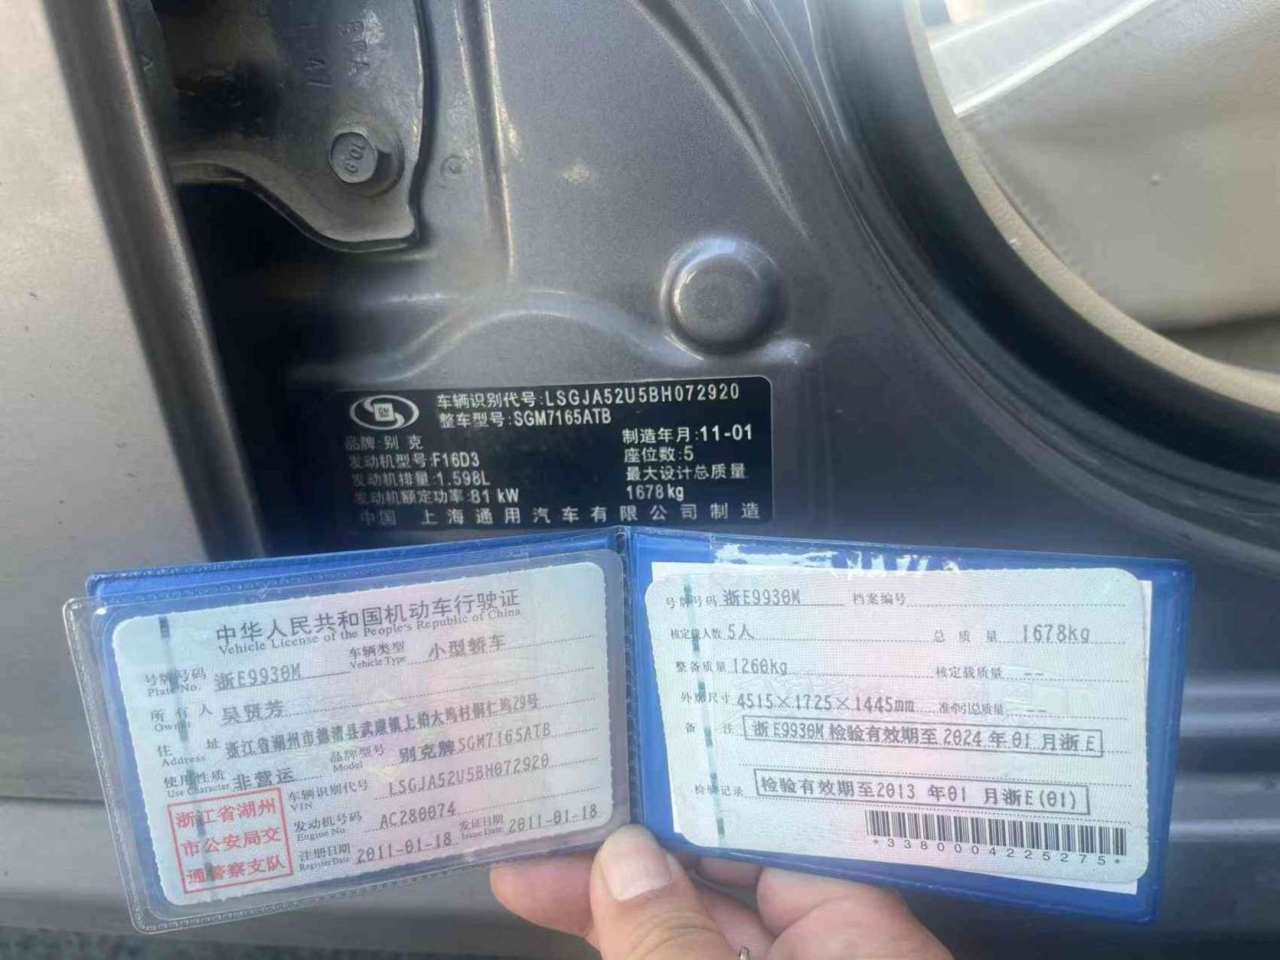 10.9
车辆识别代号:LSGJA52U5BH072920
整车型号:SGM7165ATB
品牌:别克
制造年月:11-01
发动机型号:F16D3
座位数:5
发动机排量:1.598L
最大设计总质量
发动机额定功率:81 kW
1678kg
中国 上海通用汽车有限公司制造
中华人民共和国机动车行驶证
Vehicle License of the People's Republic of China
号牌号码 浙E9930M 车辆类型 小型轿车
Plate No. Vehicle Type
所有人 吴贤芳
Owner
住址 浙江省湖州市德清县武康镇上柏大鸣村铜仁坞29号
Address
使用性质 非营运 品牌型号 别克牌SGM7165ATB
Use Character Model
浙江省湖州
市公安局交
通警察支队
车辆识别代号 LSGJA52U5BH072920
VIN
发动机号码 AC280074
Engine No.
注册日期 2011-01-18 发证日期 2011-01-18
Register Date Issue Date
号牌号码 浙E9930M 档案编号
核定载人数 5人 总质量 1678kg
整备质量 1260kg 核定载质量 --
外廓尺寸 4515×1725×1445mm 准牵引总质量 --
备注 浙E9930M检验有效期至2024年01月浙E
检验记录 检验有效期至2013年01月浙E(01)
*3380004225275*